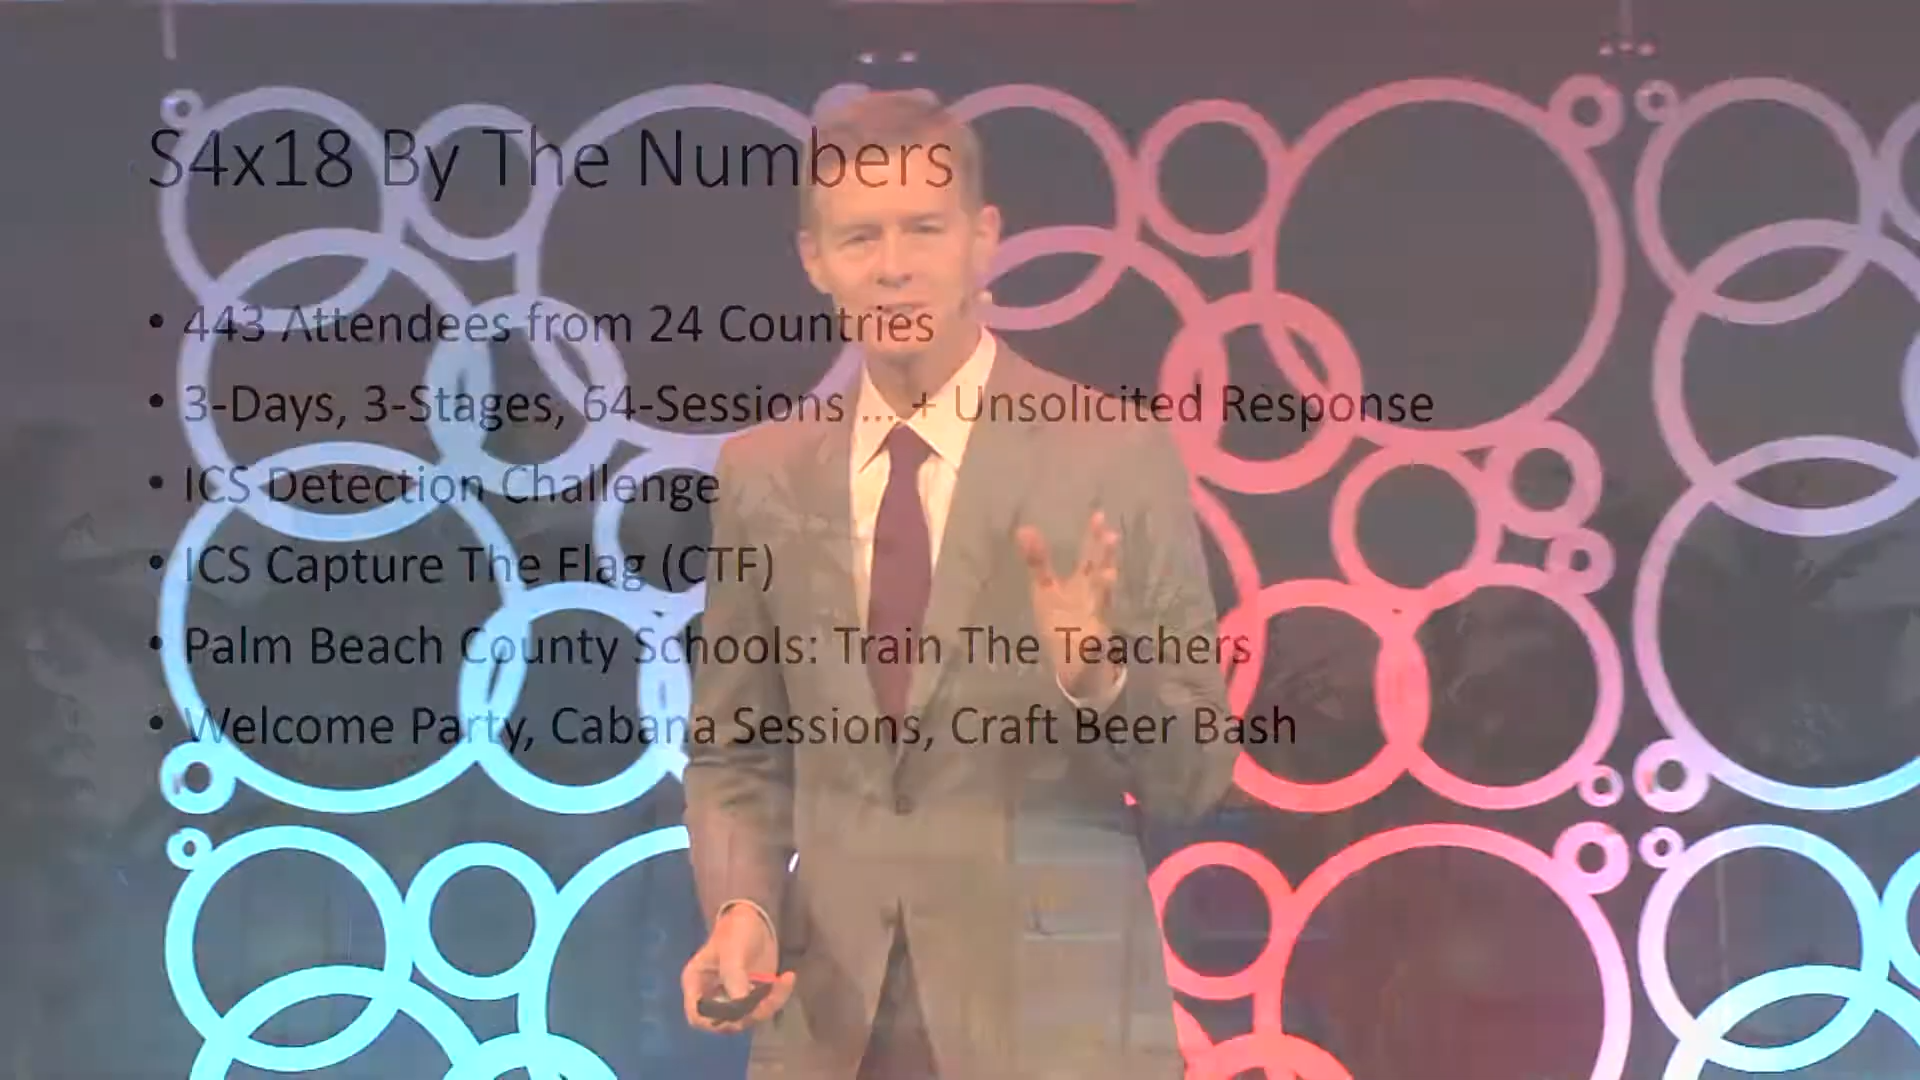 S4x18 By The Numbers
• 443 Attendees from 24 Countries
• 3-Days, 3-Stages, 64-Sessions .... + Unsolicited Response
• ICS Detection Challenge
• ICS Capture The Flag (CTF)
• Palm Beach County Schools: Train The Teachers
• Welcome Party, Cabana Sessions, Craft Beer Bash